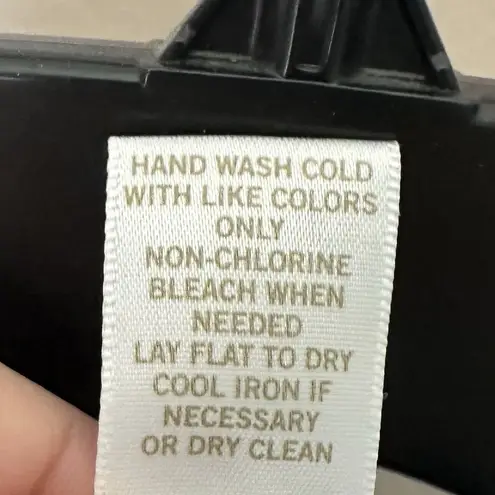 HAND WASH COLD
WITH LIKE COLORS
ONLY
NON-CHLORINE
BLEACH WHEN
NEEDED
LAY FLAT TO DRY
COOL IRON IF
NECESSARY
OR DRY CLEAN